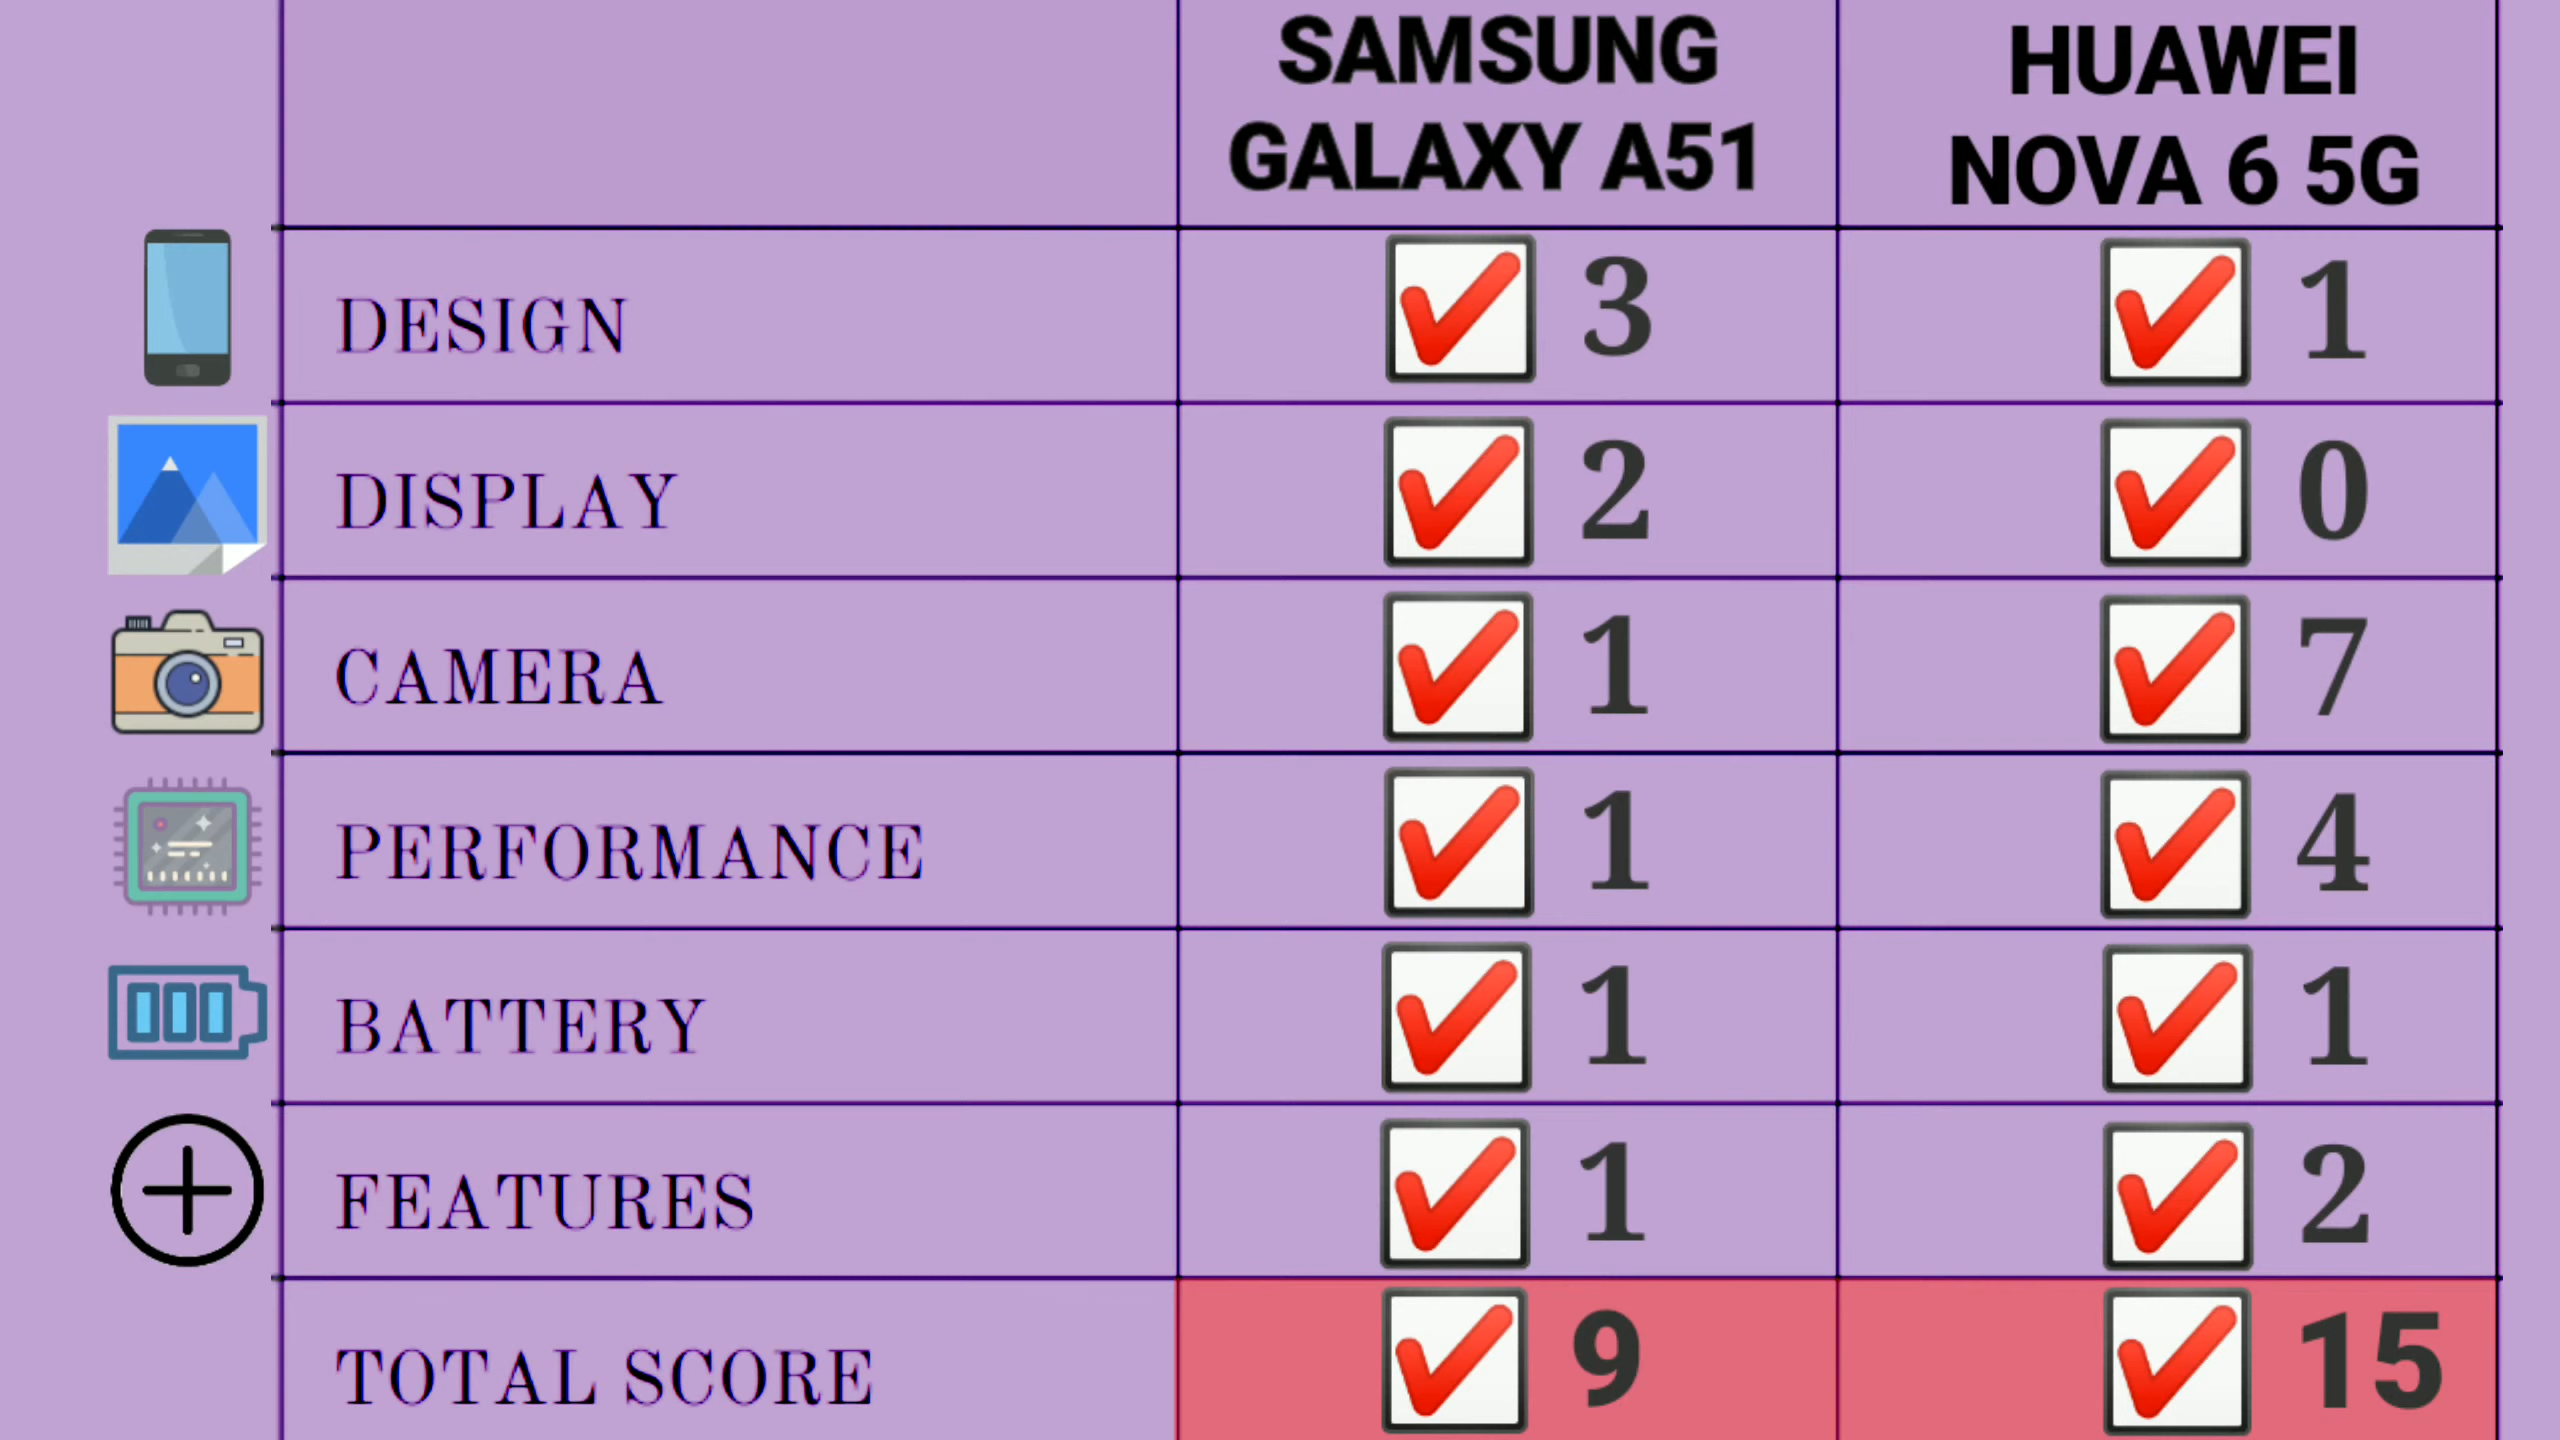 SAMSUNG
GALAXY A51
HUAWEI
NOVA 6 5G
DESIGN 3 1
DISPLAY 2 0
CAMERA 1 7
PERFORMANCE 1 4
BATTERY 1 1
FEATURES 1 2
TOTAL SCORE 9 15